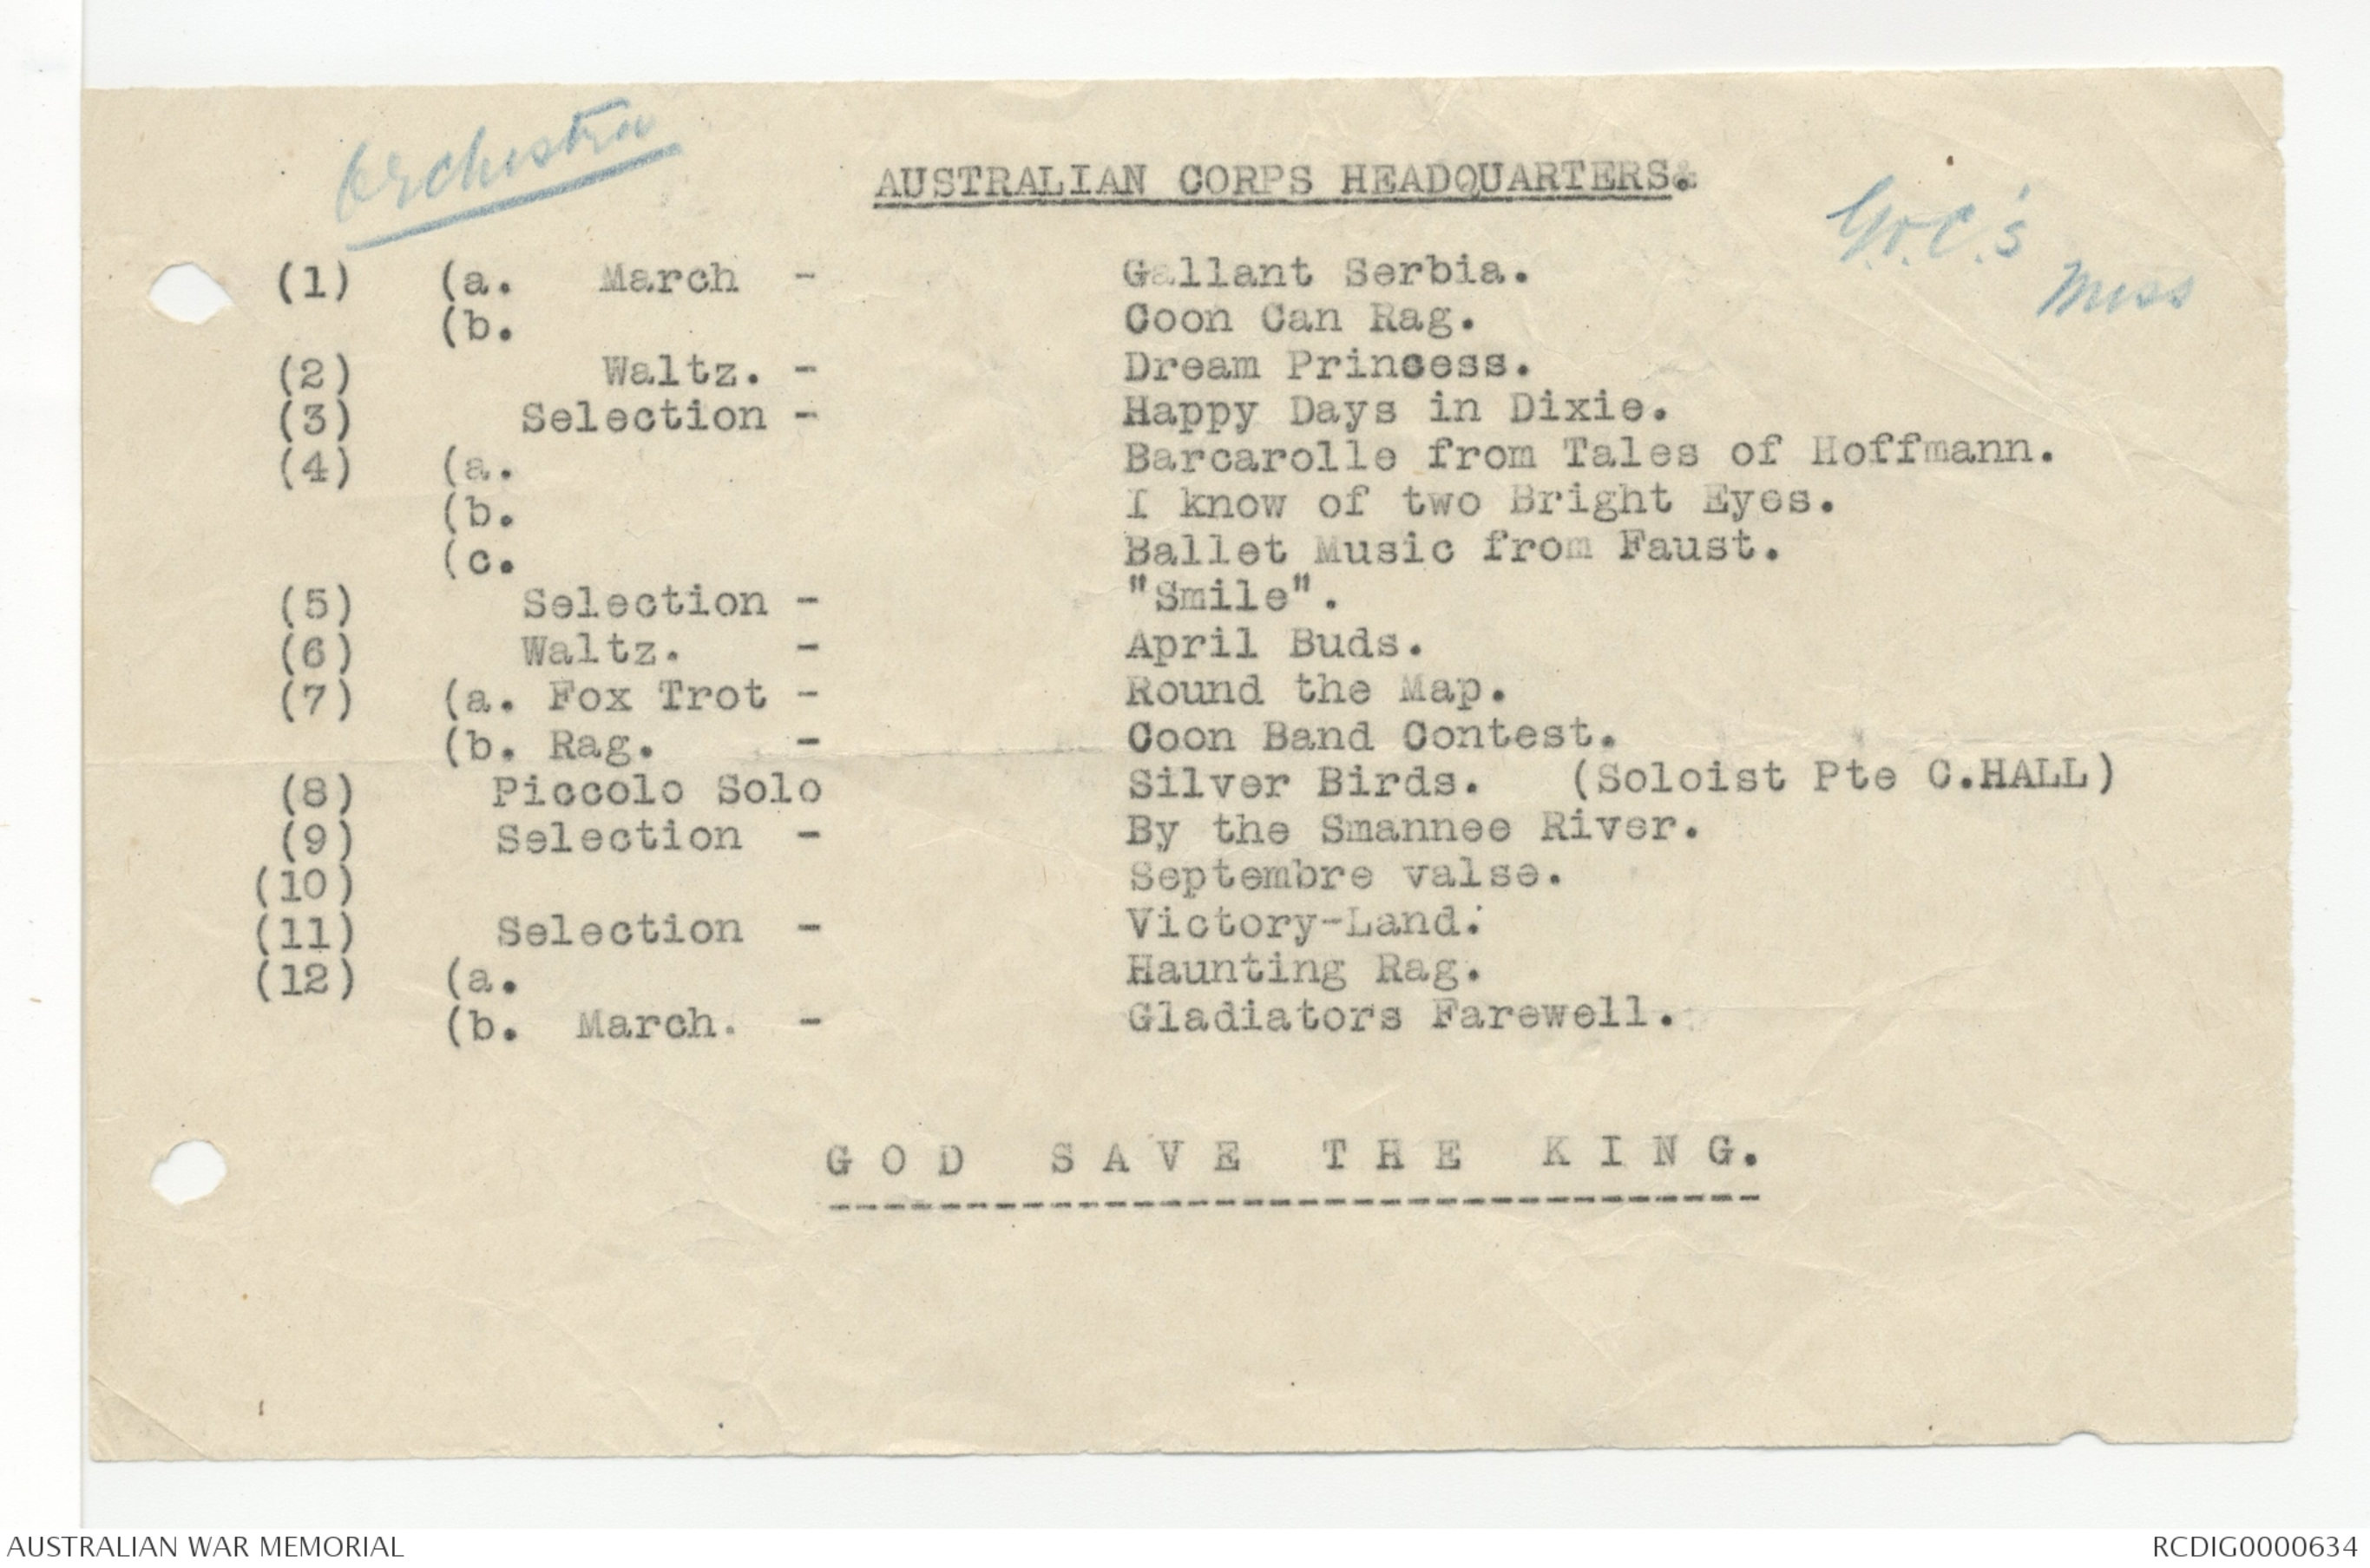 Orchestra
AUSTRALIAN CORPS HEADQUARTERS.
G.O.C.'s
Mess
(1) (a. March - Gallant Serbia.
(b. Coon Can Rag.
(2) Waltz. - Dream Princess.
(3) Selection - Happy Days in Dixie.
(4) (a. Barcarolle from Tales of Hoffmann.
(b. I know of two Bright Eyes.
(c. Ballet Music from Faust.
(5) Selection - "Smile".
(6) Waltz. - April Buds.
(7) (a. Fox Trot - Round the Map.
(b. Rag. - Coon Band Contest.
(8) Piccolo Solo Silver Birds. (Soloist Pte C.HALL)
(9) Selection - By the Smannee River.
(10) Septembre valse.
(11) Selection - Victory-Land.
(12) (a. Haunting Rag.
(b. March. - Gladiators Farewell.
G O D S A V E T H E K I N G.
AUSTRALIAN WAR MEMORIAL
RCDIG0000634